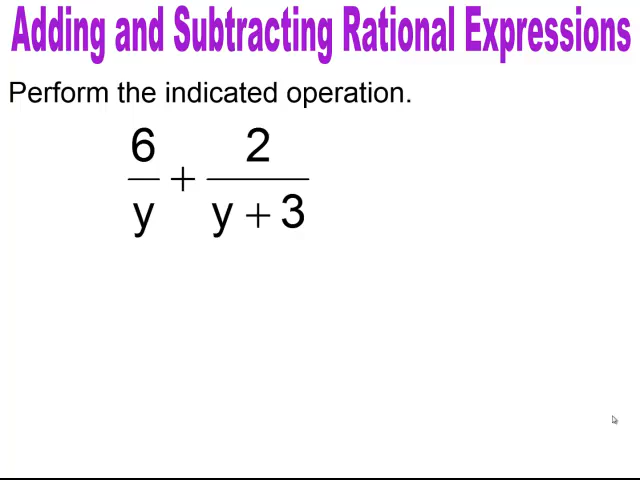 Adding and Subtracting Rational Expressions
Perform the indicated operation.
6/y + 2/(y + 3)